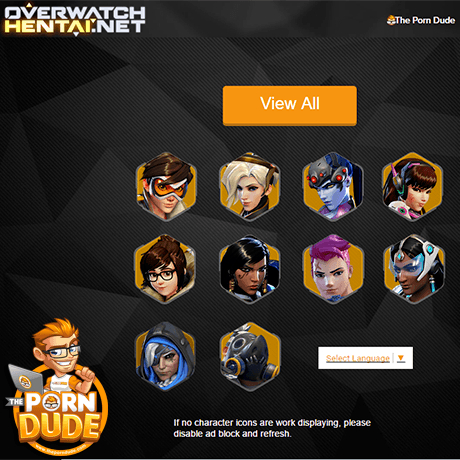 OVERWATCH
HENTAI.NET
The Porn Dude
View All
Select Language ▼
THE
PORN
DUDE
If no character icons are work displaying, please
disable ad block and refresh.